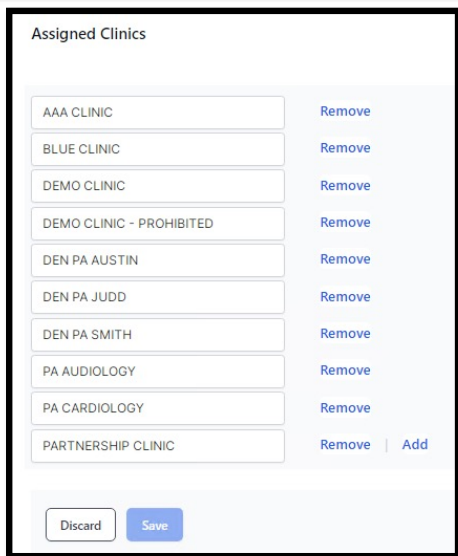 Assigned Clinics
AAA CLINIC Remove
BLUE CLINIC Remove
DEMO CLINIC Remove
DEMO CLINIC - PROHIBITED Remove
DEN PA AUSTIN Remove
DEN PA JUDD Remove
DEN PA SMITH Remove
PA AUDIOLOGY Remove
PA CARDIOLOGY Remove
PARTNERSHIP CLINIC Remove | Add
Discard Save